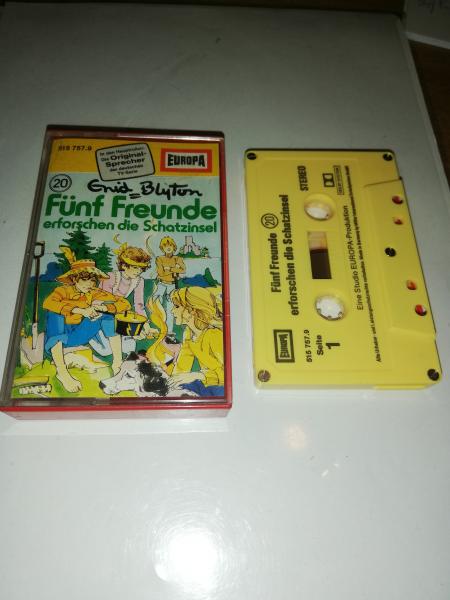 515 757.9
In den Hauptrollen:
Die Original-
Sprecher
der deutschen
TV-Serie
EUROPA
20
Enid Blyton
Fünf Freunde
erforschen die Schatzinsel
STEREO
Fünf Freunde 20
erforschen die Schatzinsel
Eine Studio EUROPA-Produktion
EUROPA
515 757.9
Seite
1